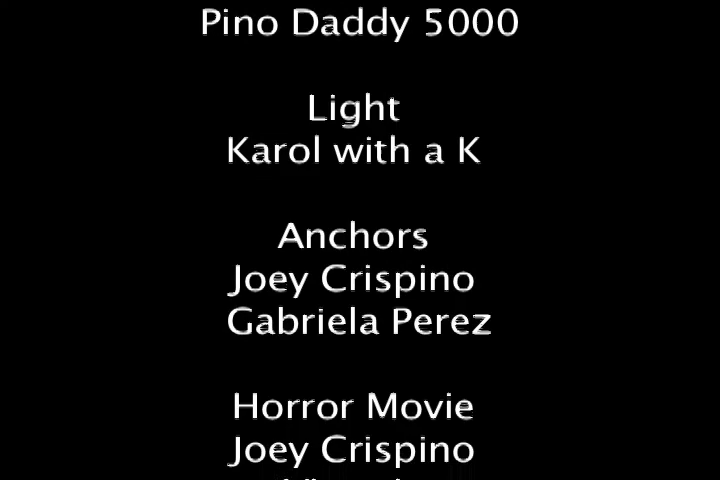 Pino Daddy 5000
Light
Karol with a K
Anchors
Joey Crispino
Gabriela Perez
Horror Movie
Joey Crispino